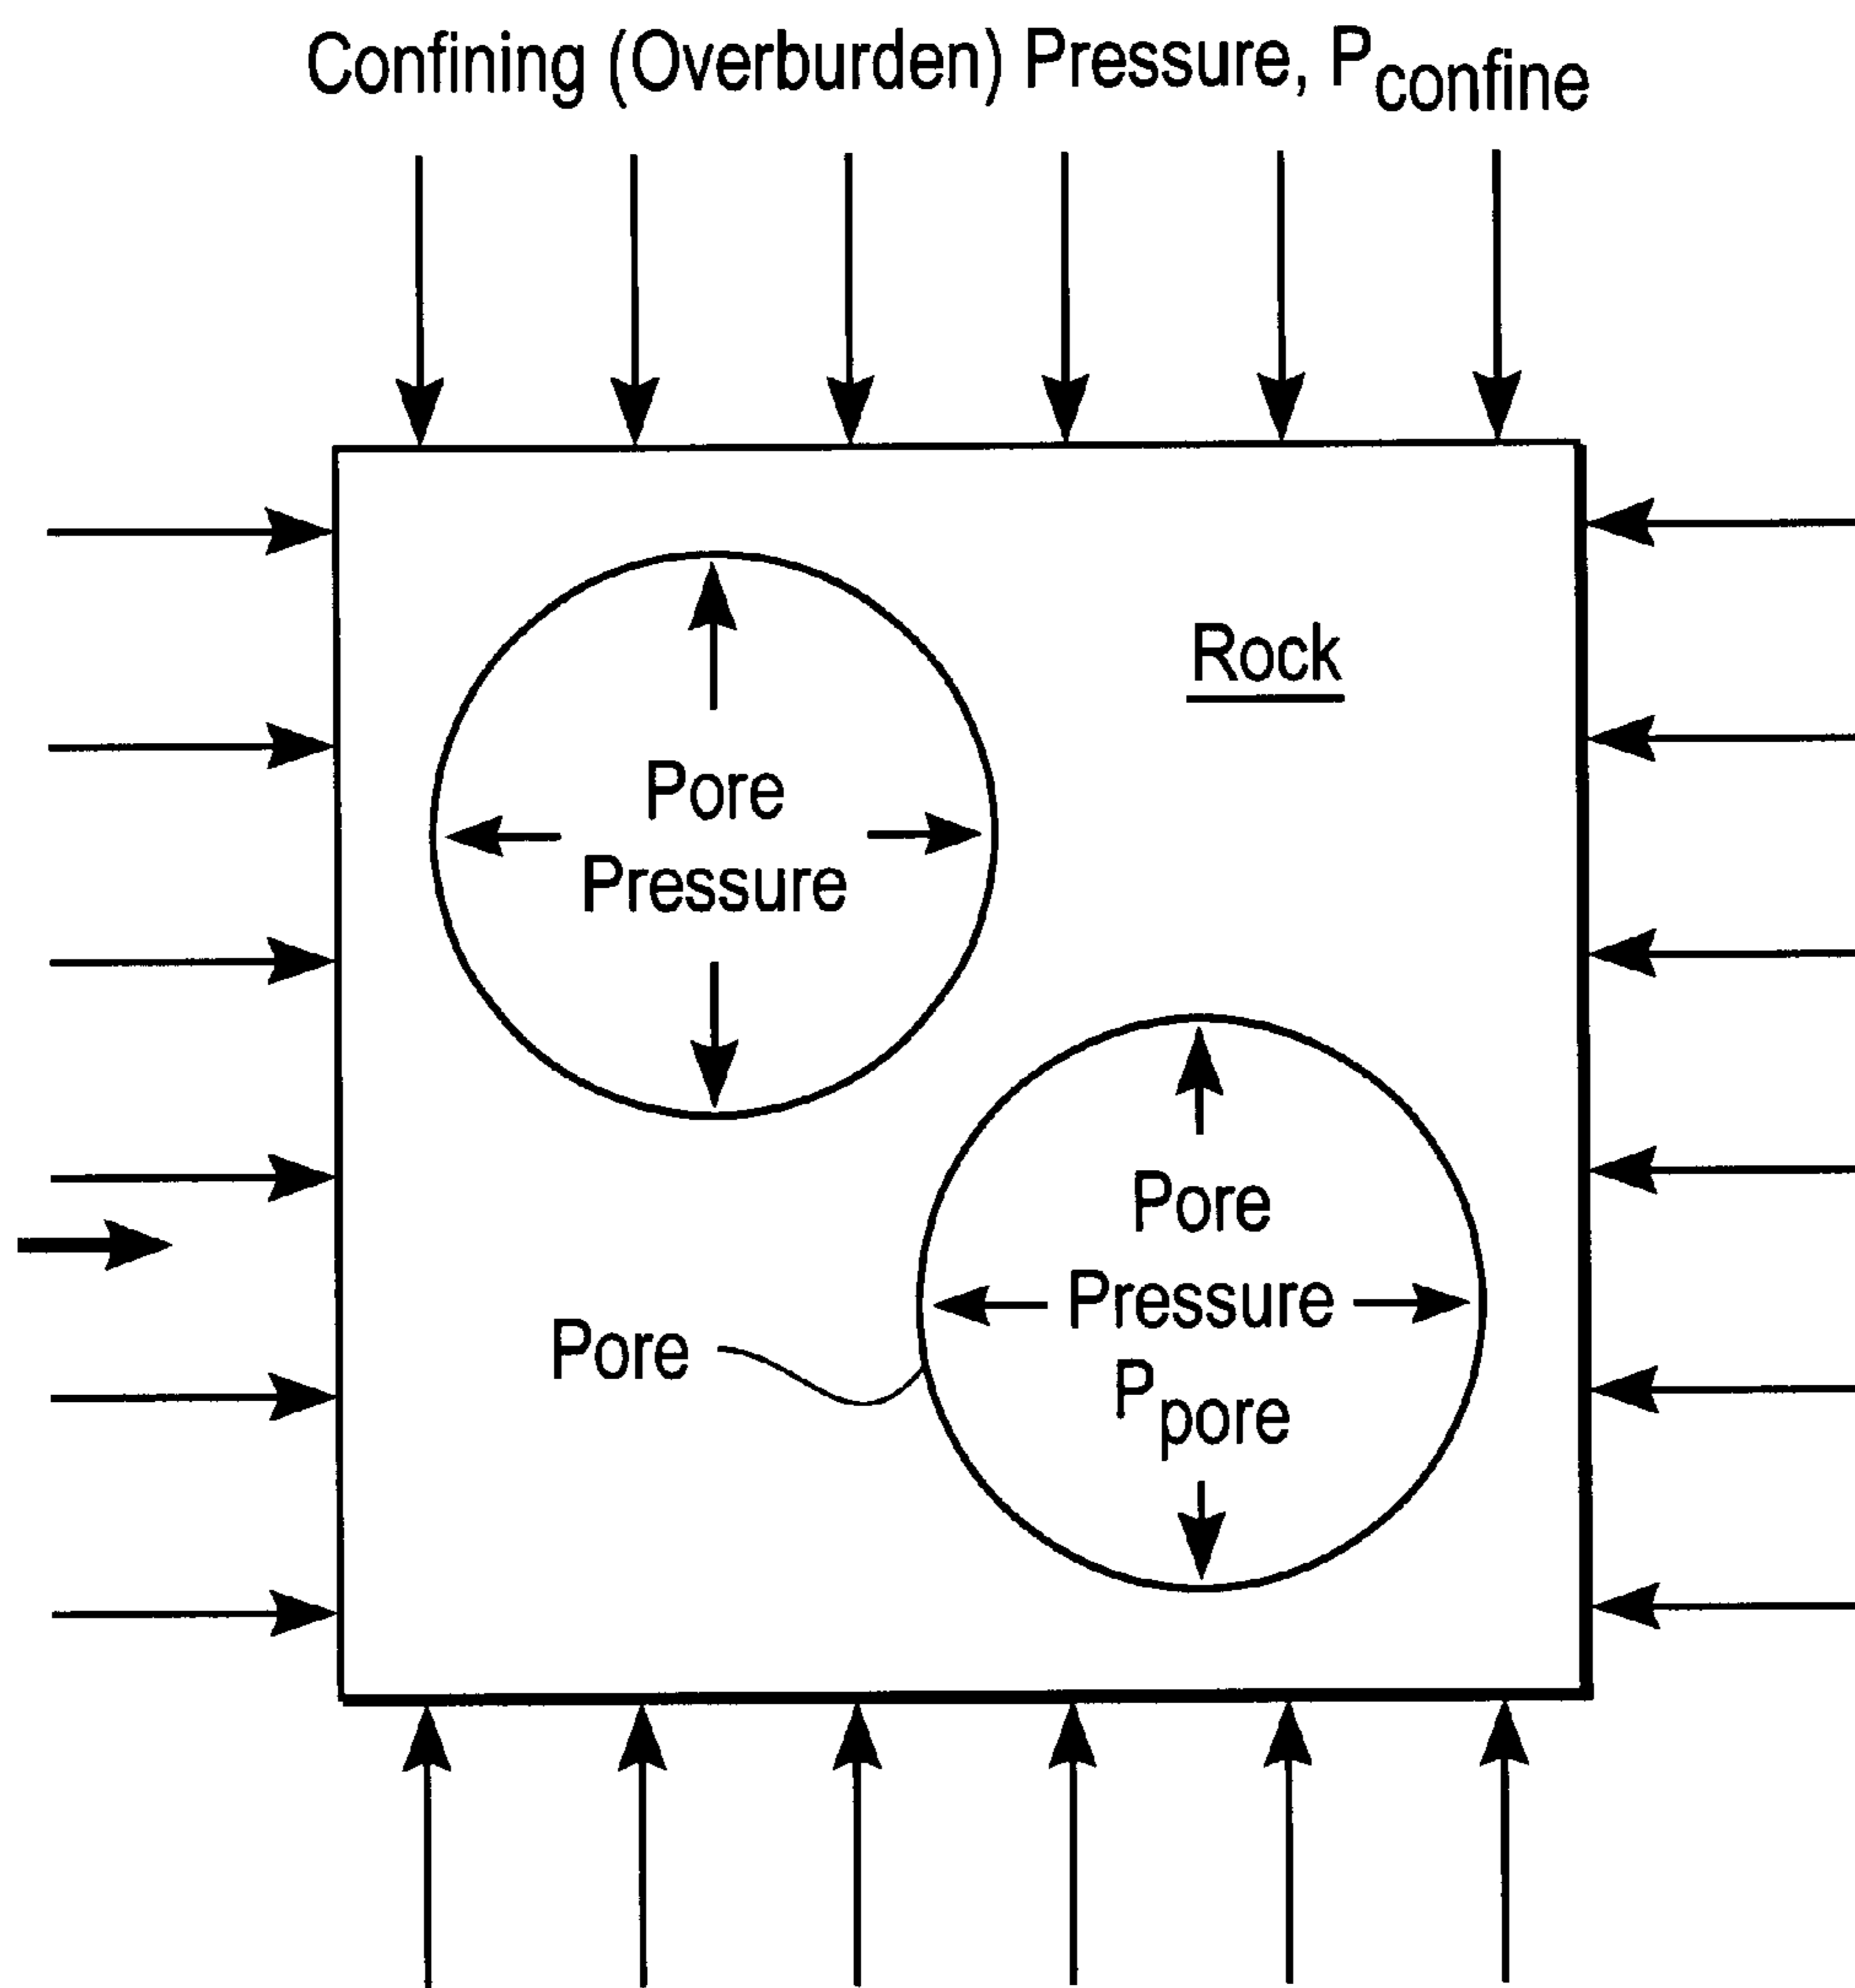 Confining (Overburden) Pressure, Pconfine
Rock
Pore
Pressure
Pore
Pressure
Ppore
Pore